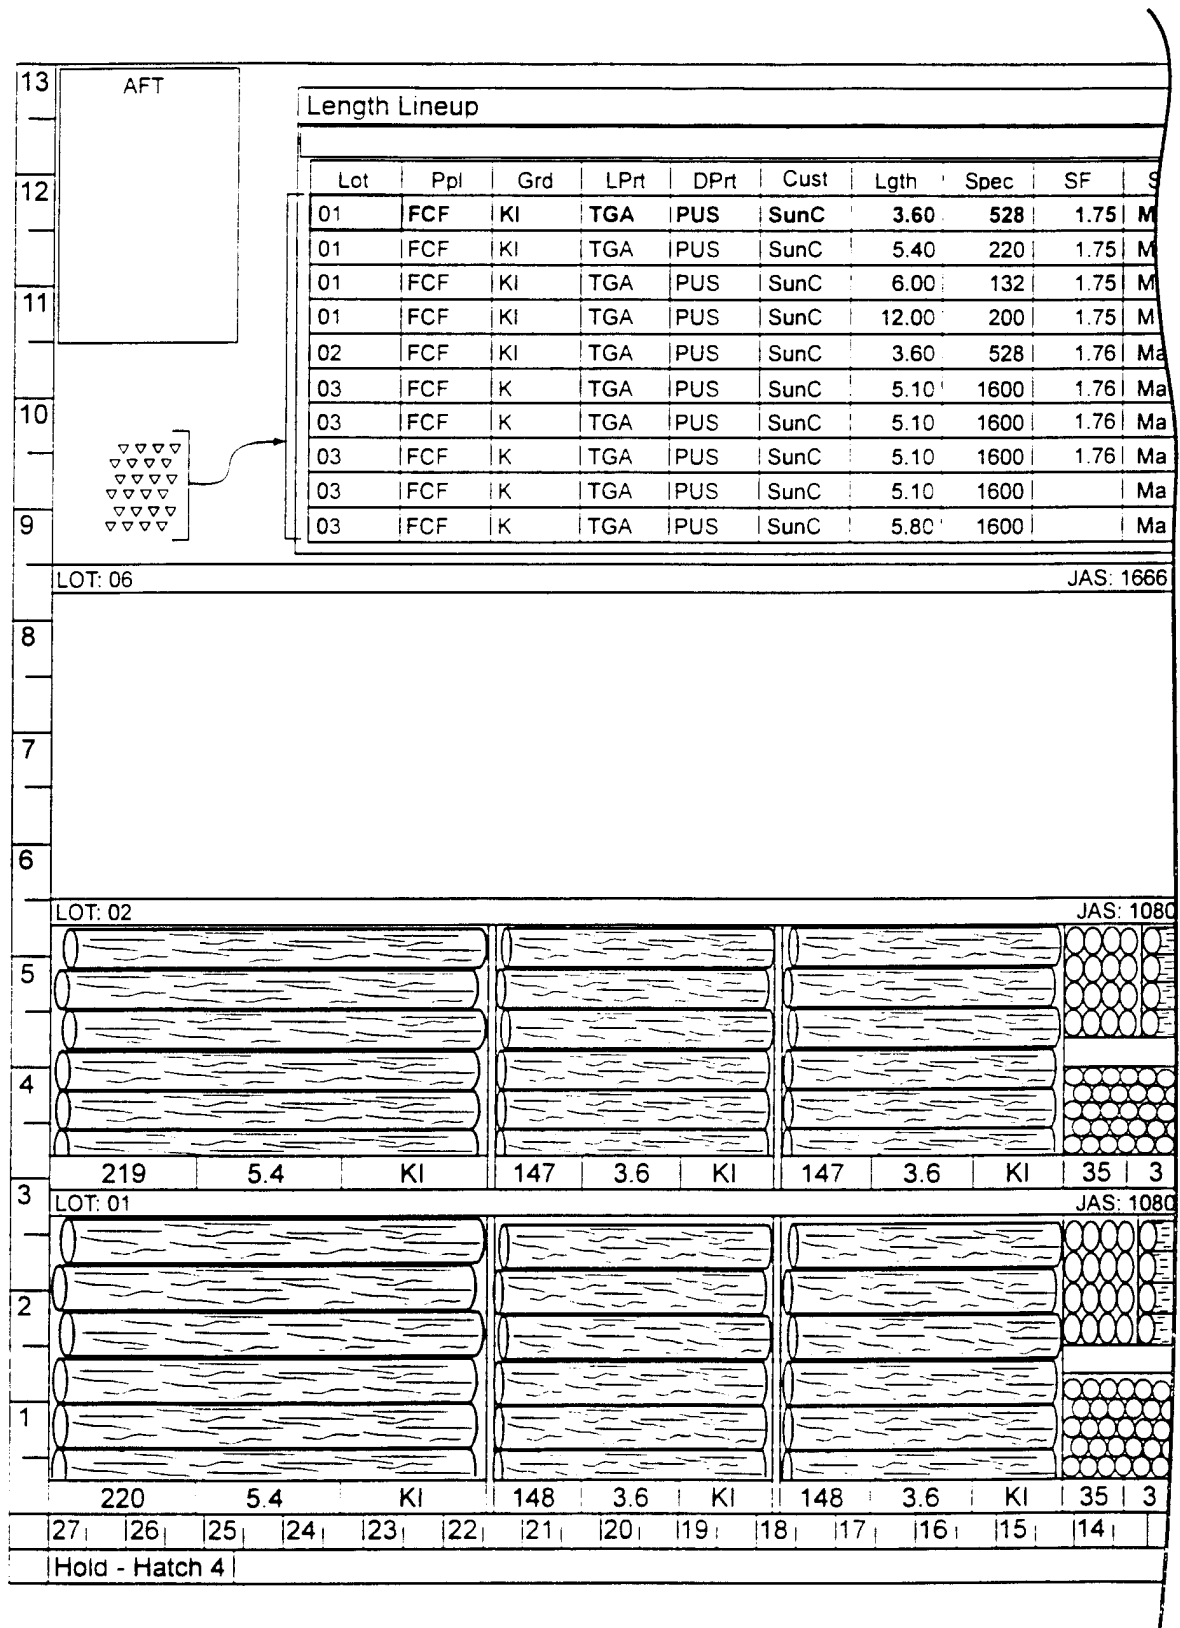 13
AFT
Length Lineup
12
Lot Ppl Grd LPrt DPrt Cust Lgth Spec SF
01 FCF KI TGA PUS SunC 3.60 528 1.75 M
01 FCF KI TGA PUS SunC 5.40 220 1.75 M
01 FCF KI TGA PUS SunC 6.00 132 1.75 M
11
01 FCF KI TGA PUS SunC 12.00 200 1.75 M
02 FCF KI TGA PUS SunC 3.60 528 1.76 Ma
03 FCF K TGA PUS SunC 5.10 1600 1.76 Ma
10
03 FCF K TGA PUS SunC 5.10 1600 1.76 Ma
03 FCF K TGA PUS SunC 5.10 1600 1.76 Ma
03 FCF K TGA PUS SunC 5.10 1600 Ma
9
03 FCF K TGA PUS SunC 5.80 1600 Ma
LOT: 06 JAS: 1666
8
7
6
LOT: 02 JAS: 1080
5
4
219 5.4 KI 147 3.6 KI 147 3.6 KI 35 3
3
LOT: 01 JAS: 1080
2
1
220 5.4 KI 148 3.6 KI 148 3.6 KI 35 3
27 26 25 24 23 22 21 20 19 18 17 16 15 14
Hold - Hatch 4